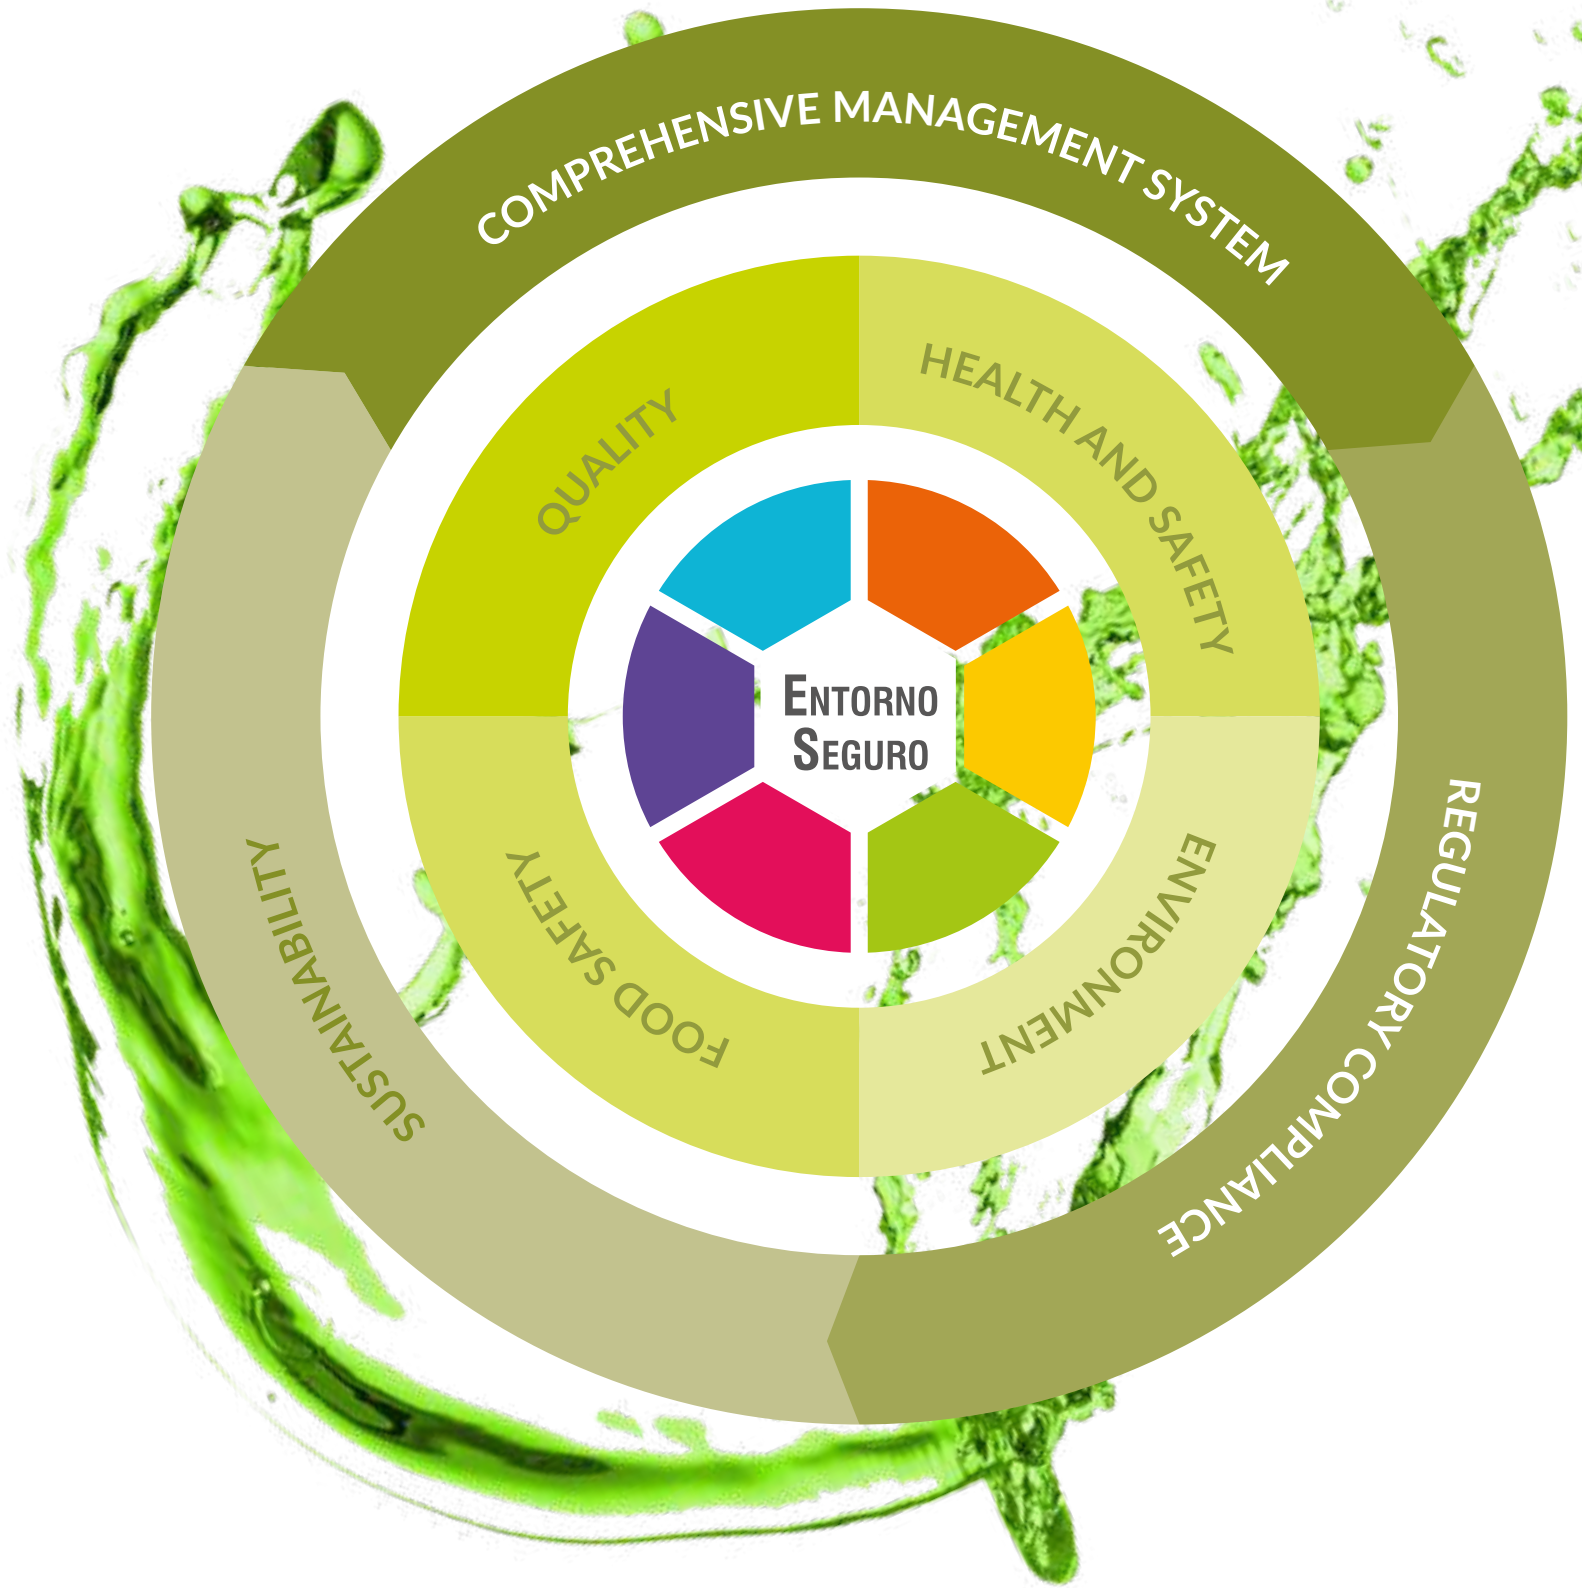 COMPREHENSIVE MANAGEMENT SYSTEM
REGULATORY COMPLIANCE
SUSTAINABILITY
QUALITY
HEALTH AND SAFETY
ENVIRONMENT
FOOD SAFETY
ENTORNO
SEGURO